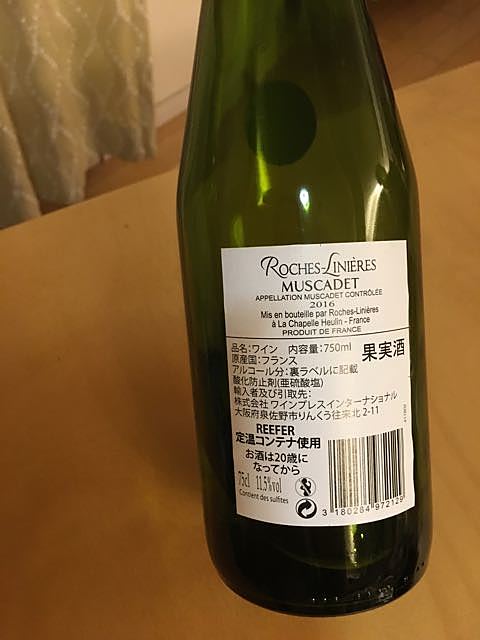 ROCHES-LINIÈRES
MUSCADET
APPELLATION MUSCADET CONTRÔLÉE
2016
Mis en bouteille par Roches-Linières
à La Chapelle Heulin - France
PRODUIT DE FRANCE
品名:ワイン 内容量:750ml
原産国:フランス 果実酒
アルコール分:裏ラベルに記載
酸化防止剤(亜硫酸塩)
輸入者及び引取先:
株式会社 ワインプレスインターナショナル
大阪府泉佐野市りんくう往来北 2-11
REEFER
定温コンテナ使用
お酒は20歳に
なってから
75cl 11.5%vol
Contient des sulfites
3 180284 972129